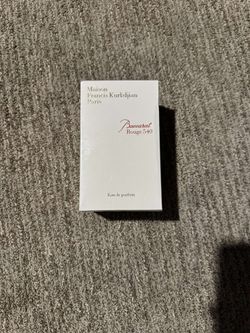 Maison
Francis Kurkdjian
Paris
Baccarat
Rouge 540
Eau de parfum